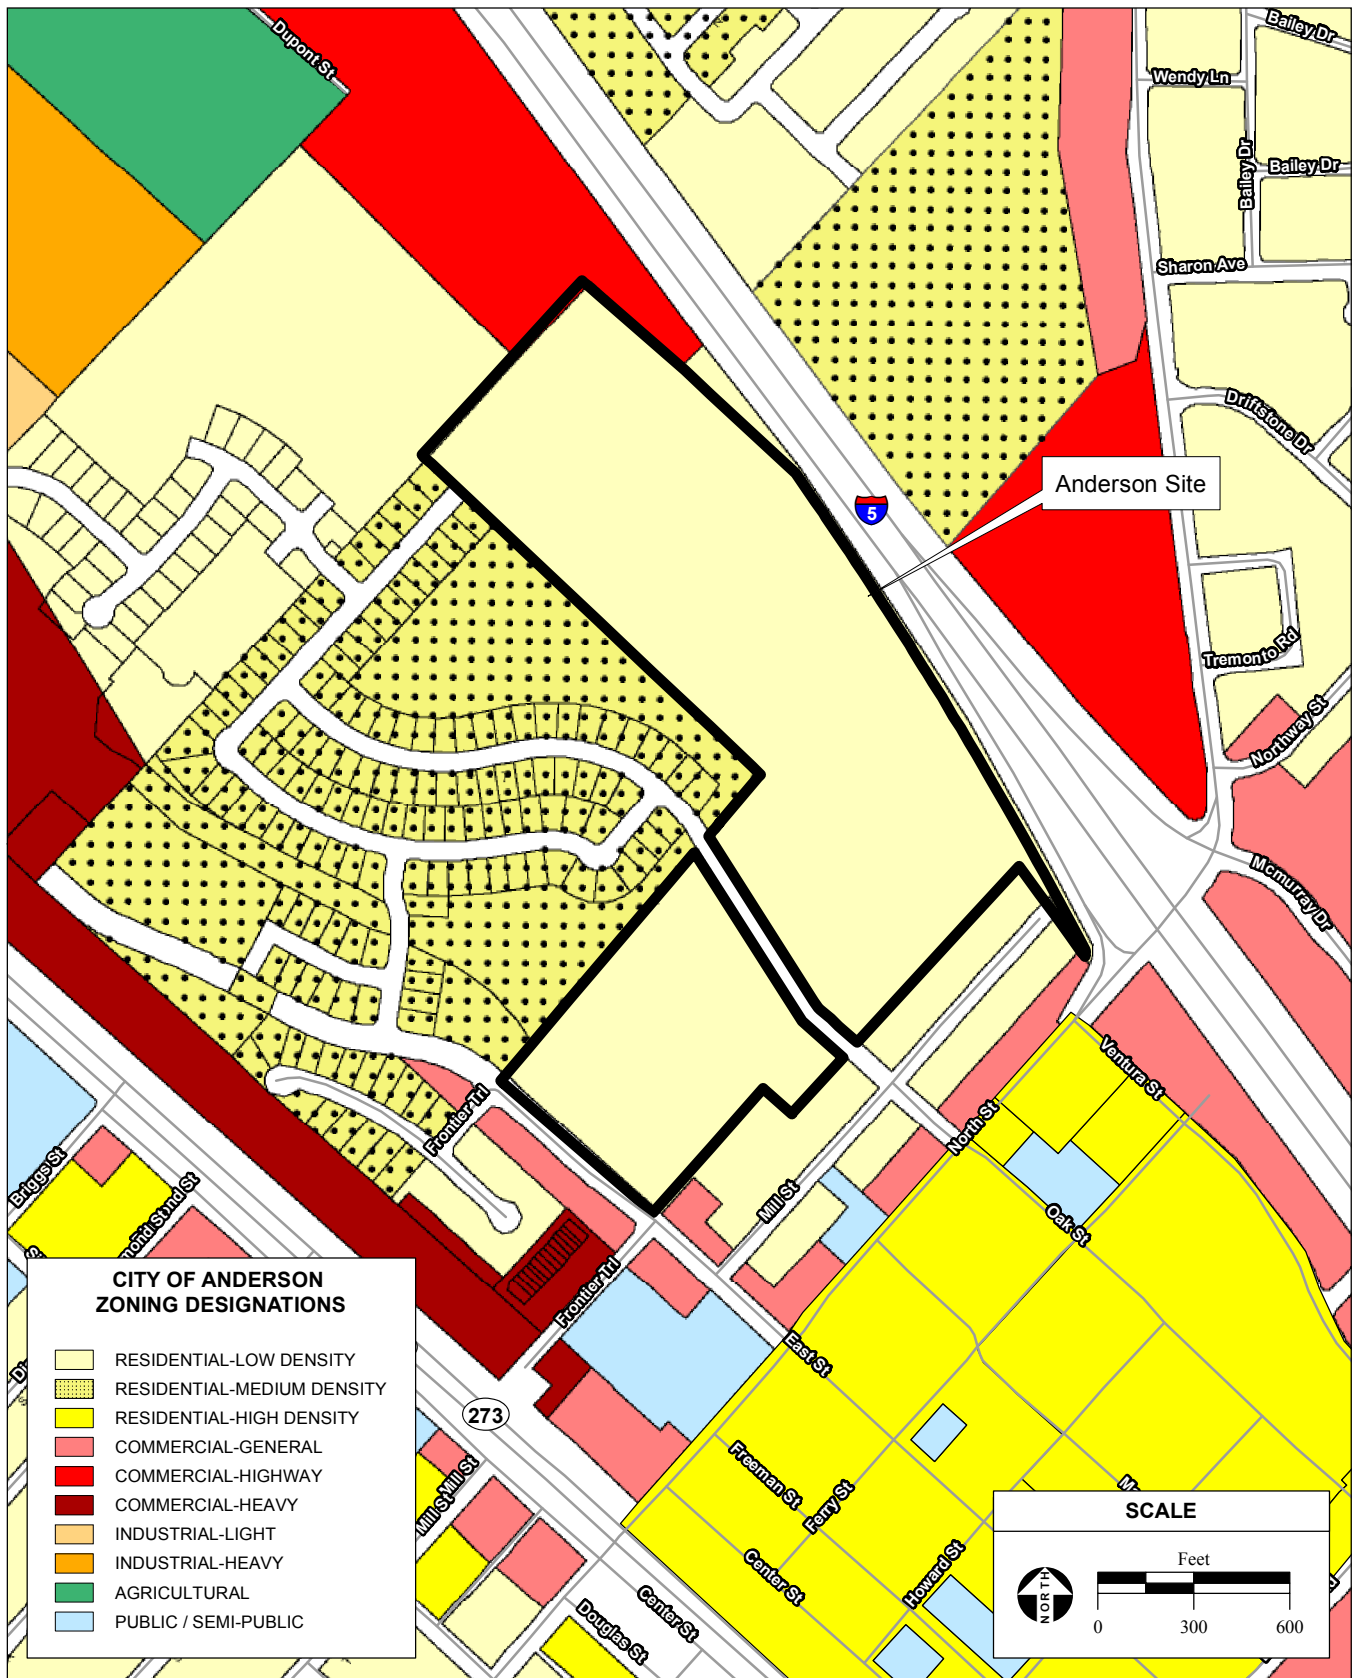 Dupont St
Bailey Dr
Wendy Ln
Bailey Dr
Bailey Dr
Sharon Ave
Driftstone Dr
Anderson Site
5
Tremonto Rd
Northway St
Mcmurray Dr
Ventura St
North St
Oak St
Mill St
Frontier Trl
Frontier Trl
East St
Briggs St
273
Mill St
Mill St
Freeman St
Ferry St
Center St
Howard St
Center St
Douglas St
CITY OF ANDERSON
ZONING DESIGNATIONS
RESIDENTIAL-LOW DENSITY
RESIDENTIAL-MEDIUM DENSITY
RESIDENTIAL-HIGH DENSITY
COMMERCIAL-GENERAL
COMMERCIAL-HIGHWAY
COMMERCIAL-HEAVY
INDUSTRIAL-LIGHT
INDUSTRIAL-HEAVY
AGRICULTURAL
PUBLIC / SEMI-PUBLIC
SCALE
Feet
NORTH
0 300 600